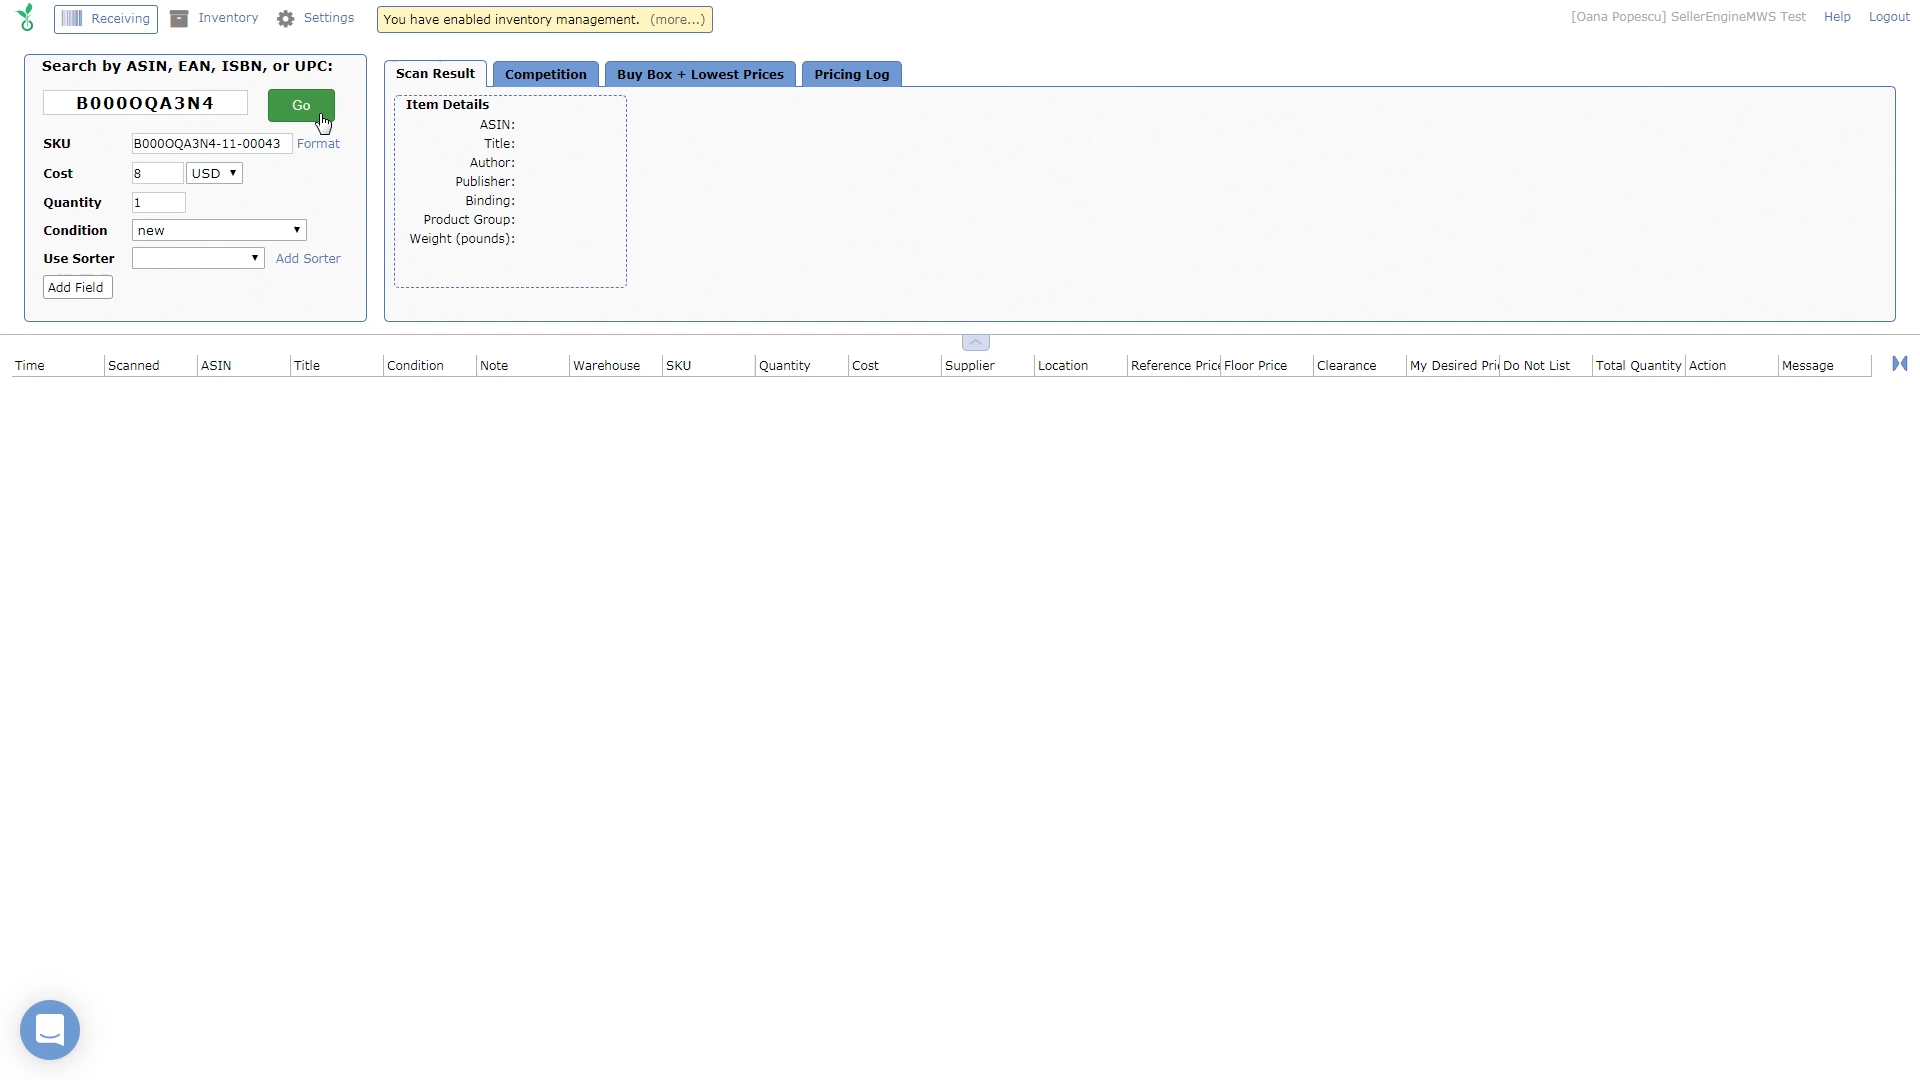 Receiving
Inventory
Settings
You have enabled inventory management. (more...)
[Oana Popescu] SellerEngineMWS Test
Help
Logout
Search by ASIN, EAN, ISBN, or UPC:
B000OQA3N4
Go
SKU
B000OQA3N4-11-00043
Format
Cost
8
USD
Quantity
1
Condition
new
Use Sorter
Add Sorter
Add Field
Scan Result
Competition
Buy Box + Lowest Prices
Pricing Log
Item Details
ASIN:
Title:
Author:
Publisher:
Binding:
Product Group:
Weight (pounds):
Time
Scanned
ASIN
Title
Condition
Note
Warehouse
SKU
Quantity
Cost
Supplier
Location
Reference Price
Floor Price
Clearance
My Desired Pri
Do Not List
Total Quantity
Action
Message